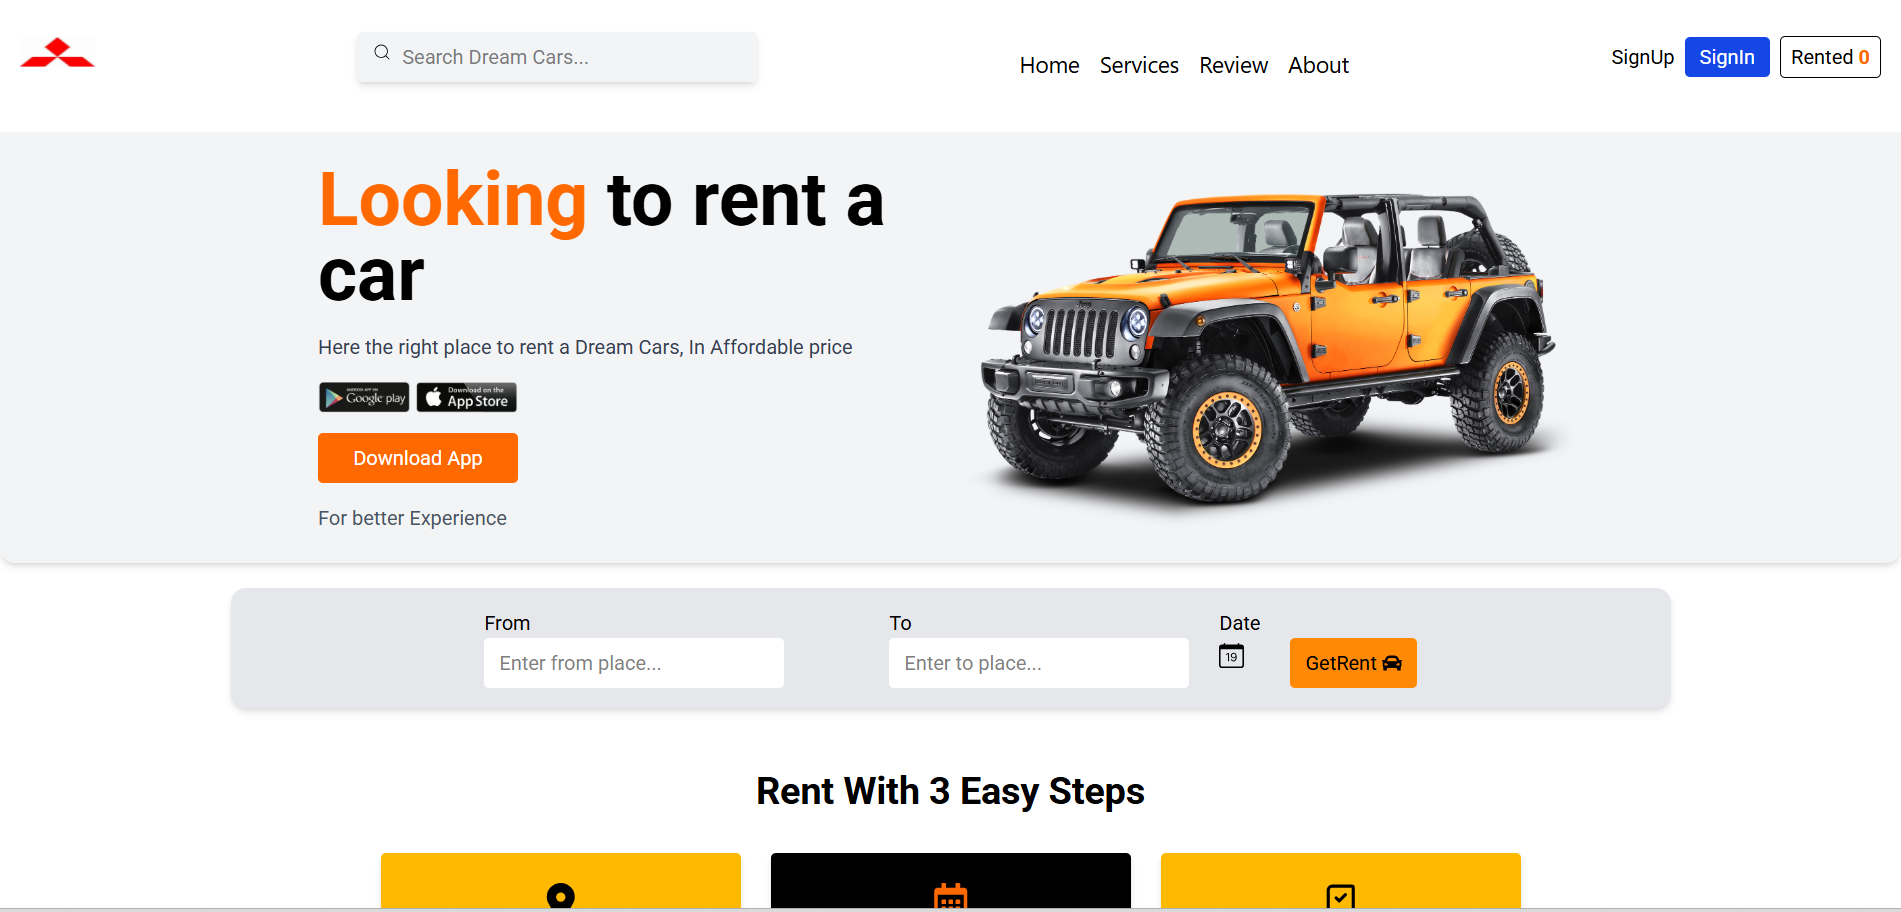 Search Dream Cars...
Home Services Review About
SignUp SignIn Rented 0
Looking to rent a
car
Here the right place to rent a Dream Cars, In Affordable price
ANDROID APP ON
Google play
Download on the
App Store
Download App
For better Experience
From
Enter from place...
To
Enter to place...
Date
19
GetRent
Rent With 3 Easy Steps